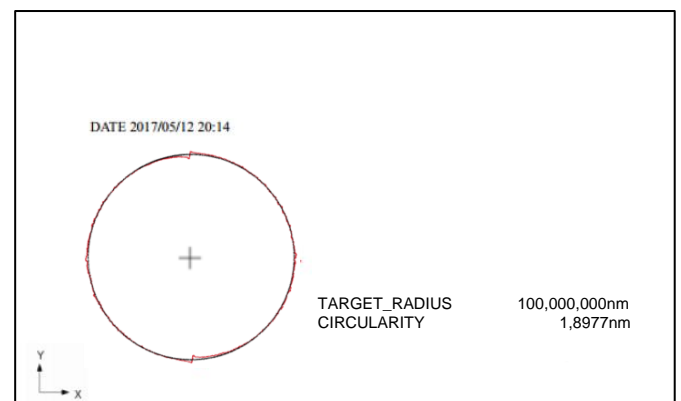 DATE 2017/05/12 20:14
TARGET_RADIUS 100,000,000nm
CIRCULARITY 1,8977nm
Y
X